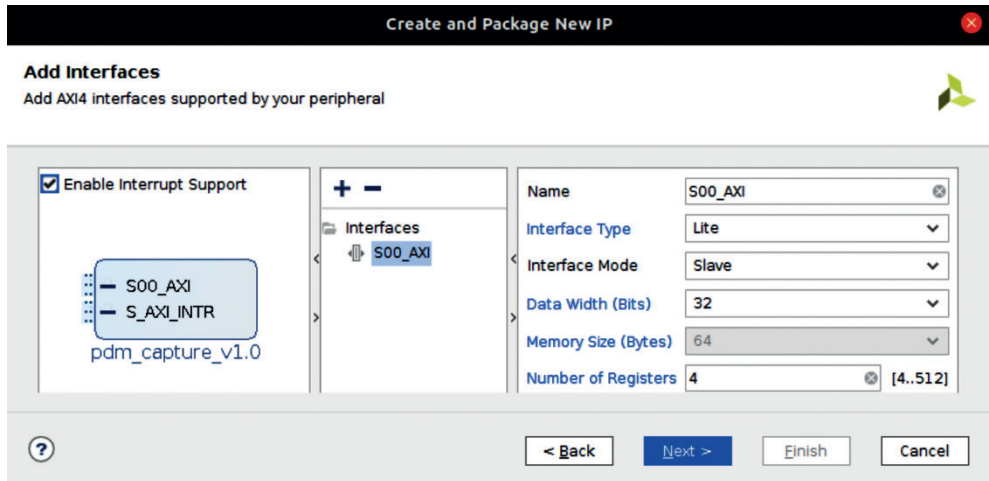 Create and Package New IP
Add Interfaces
Add AXI4 interfaces supported by your peripheral
Enable Interrupt Support
S00_AXI
S_AXI_INTR
pdm_capture_v1.0
Interfaces
S00_AXI
Name S00_AXI
Interface Type Lite
Interface Mode Slave
Data Width (Bits) 32
Memory Size (Bytes) 64
Number of Registers 4 [4..512]
? < Back Next > Finish Cancel